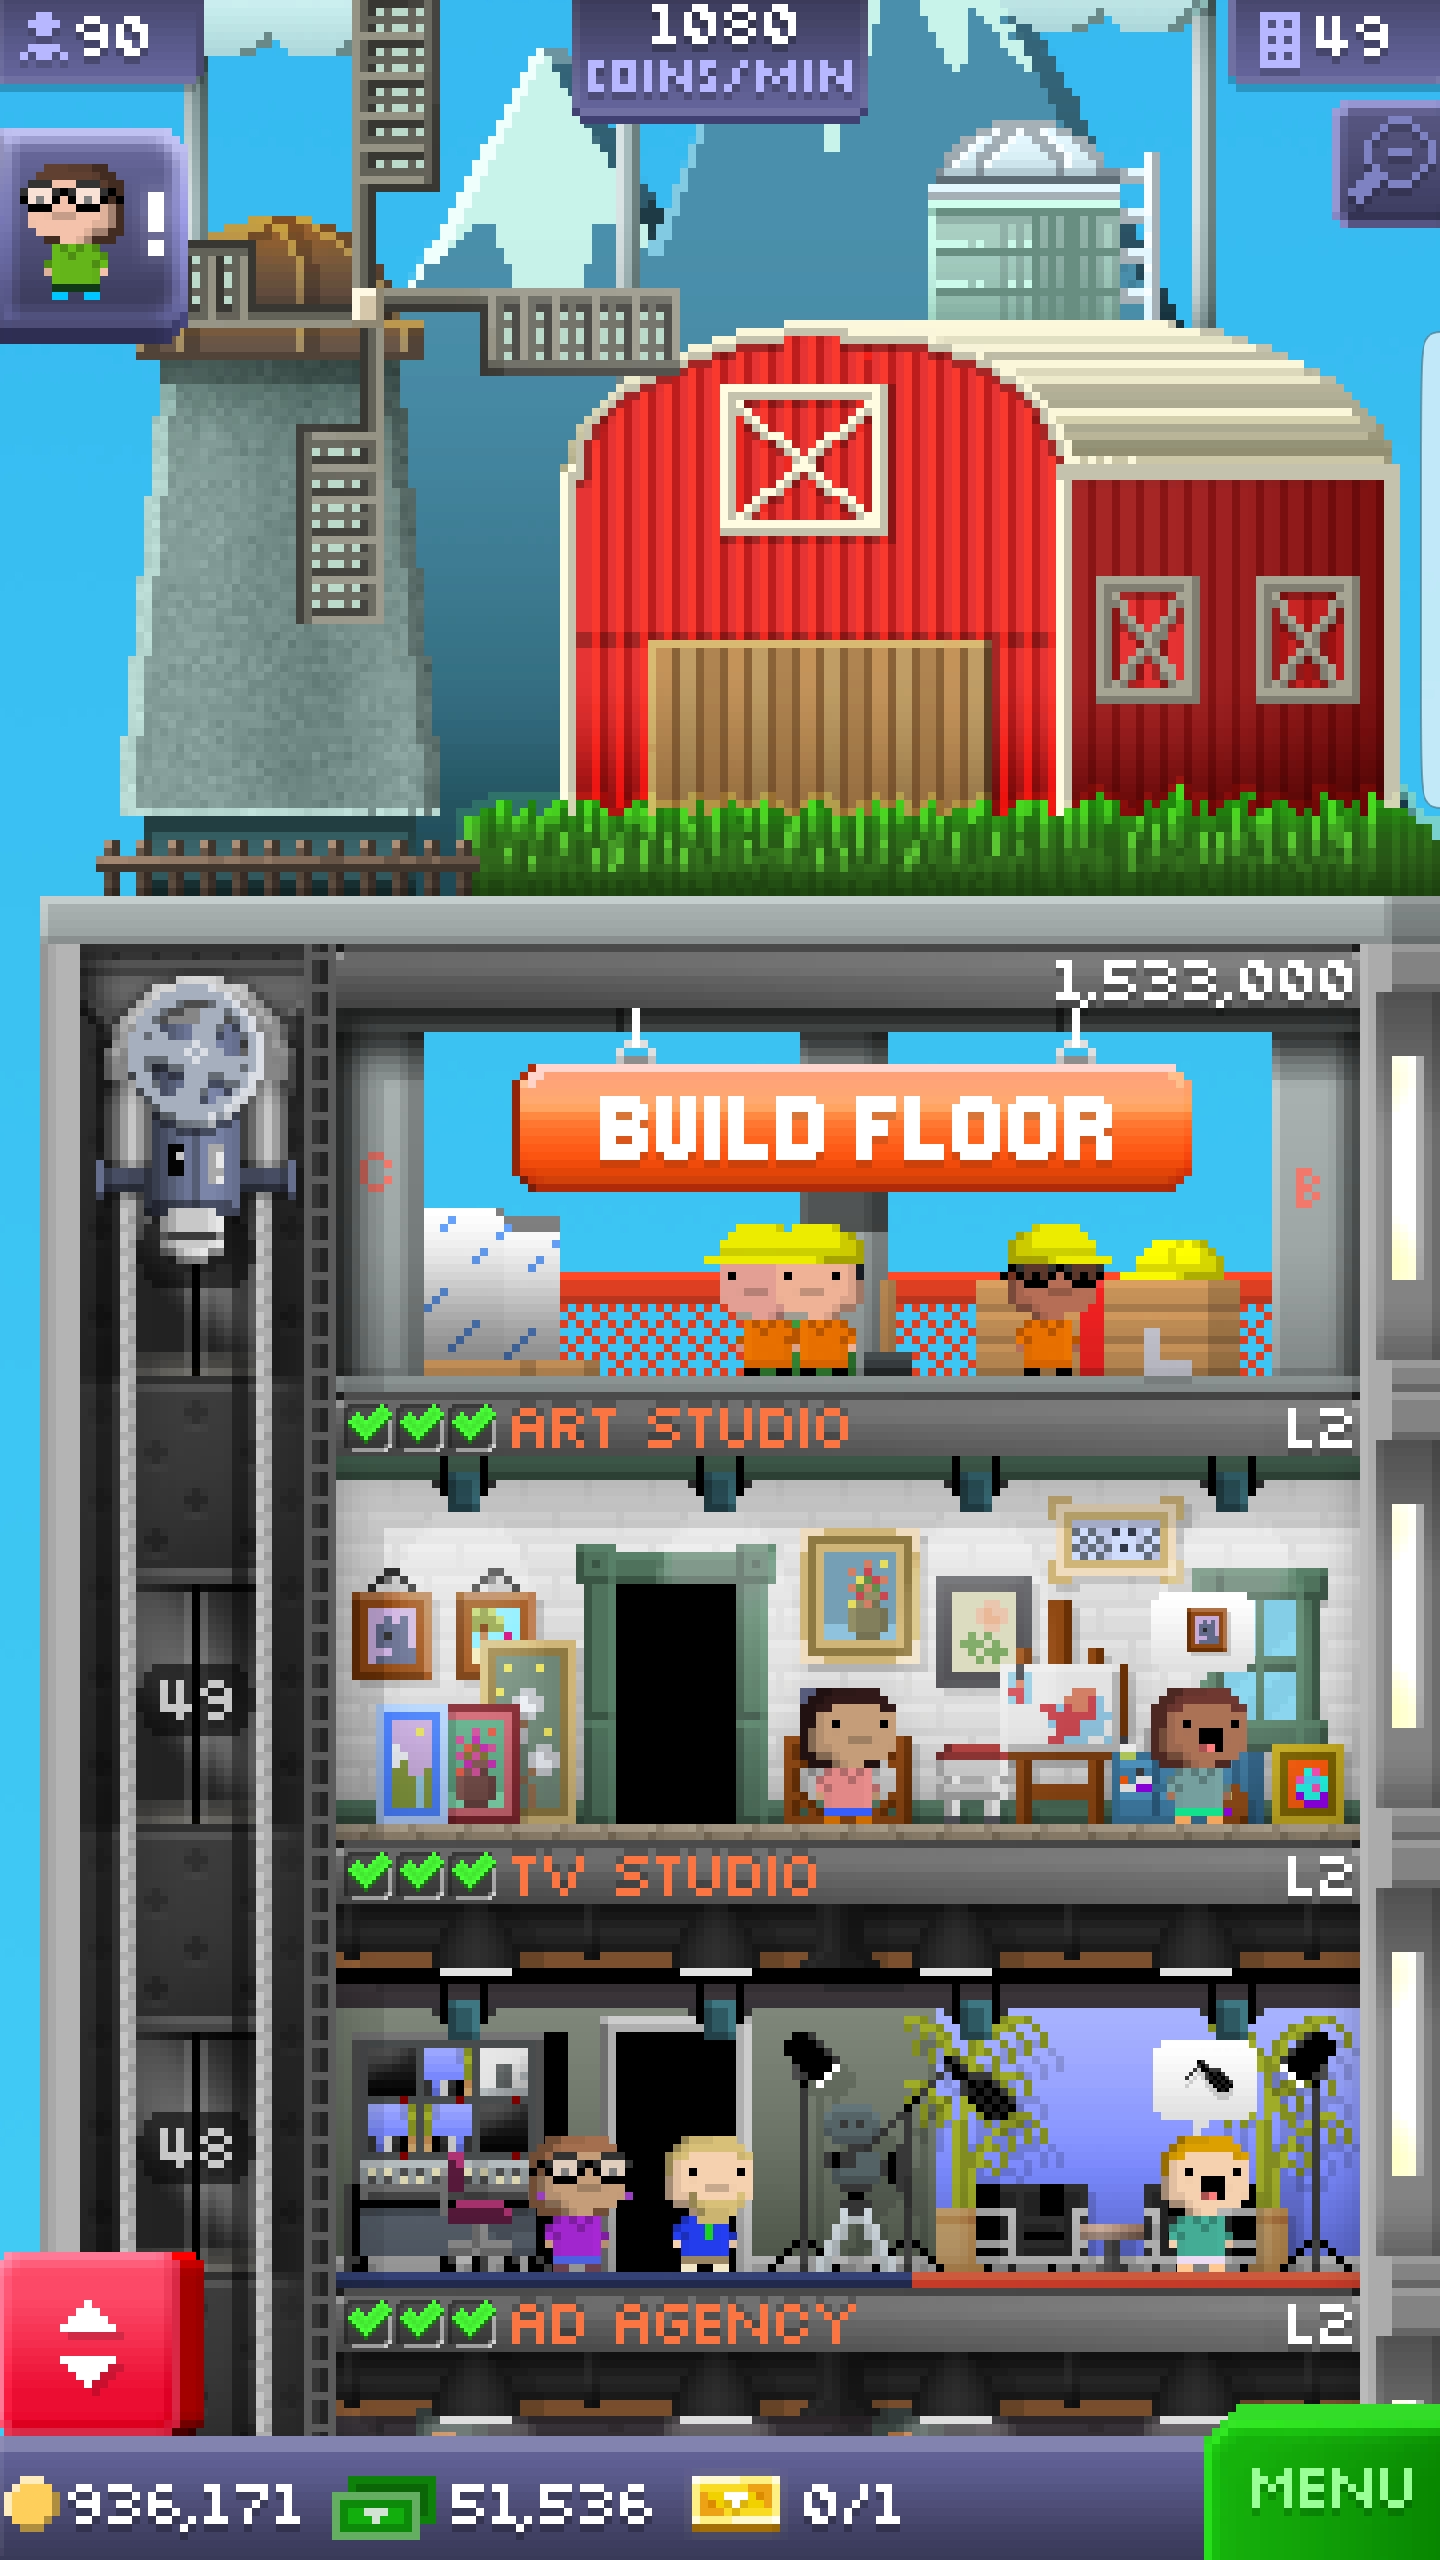 90
1080
COINS/MIN
49
!
1,533,000
BUILD FLOOR
C
B
ART STUDIO L2
49
TV STUDIO L2
48
AD AGENCY L2
936,171 51,536 0/1
MENU